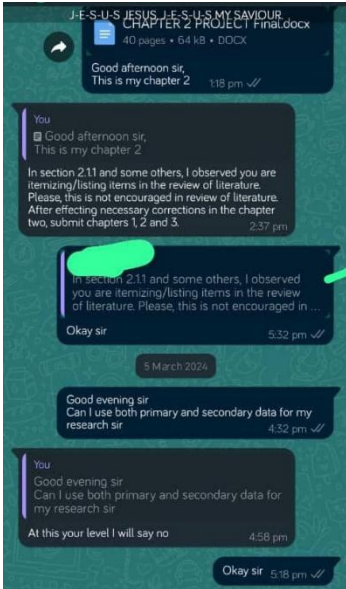 J-E-S-U-S JESUS, J-E-S-U-S MY SAVIOUR
CHAPTER 2 PROJECT Final.docx
40 pages • 64 kB • DOCX
Good afternoon sir,
This is my chapter 2
1:18 pm
You
Good afternoon sir,
This is my chapter 2
In section 2.1.1 and some others, I observed you are
itemizing/listing items in the review of literature.
Please, this is not encouraged in review of literature.
After effecting necessary corrections in the chapter
two, submit chapters 1, 2 and 3.
2:37 pm
In section 2.1.1 and some others, I observed
you are itemizing/listing items in the review
of literature. Please, this is not encouraged in ...
Okay sir
5:32 pm
5 March 2024
Good evening sir
Can I use both primary and secondary data for my
research sir
4:32 pm
You
Good evening sir
Can I use both primary and secondary data for
my research sir
At this your level I will say no
4:58 pm
Okay sir
5:18 pm